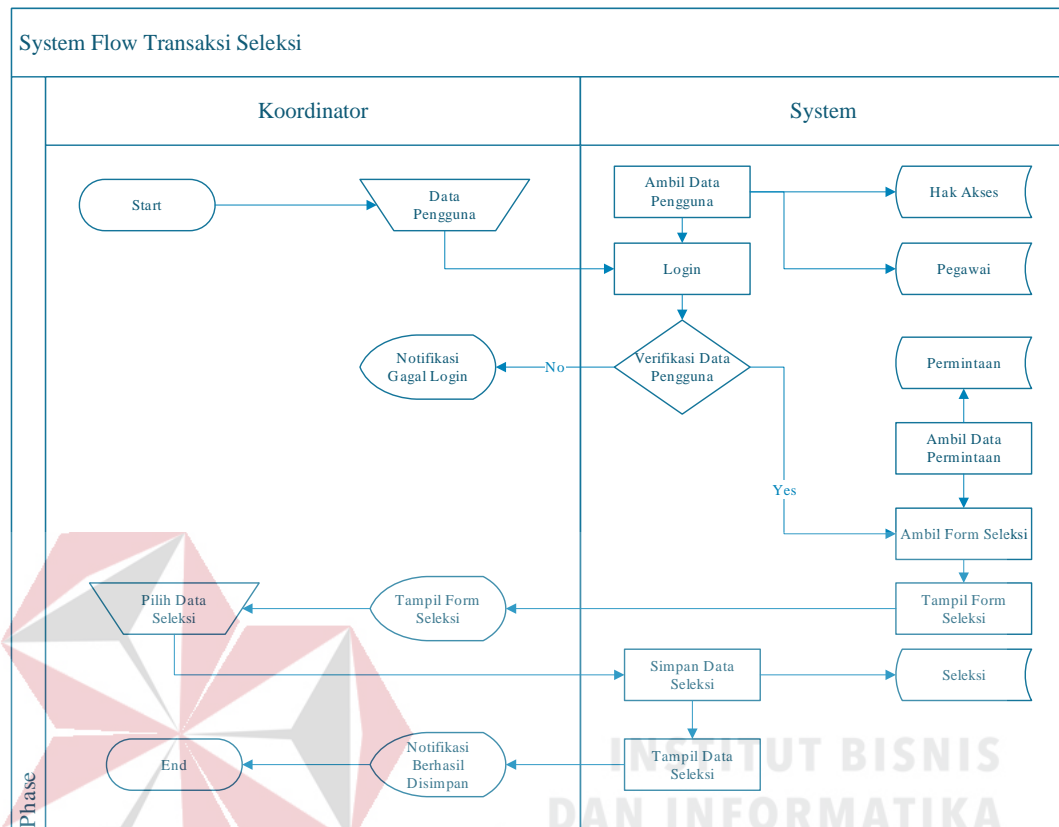 System Flow Transaksi Seleksi
Koordinator
System
Start
Data
Pengguna
Ambil Data
Pengguna
Hak Akses
Login
Pegawai
Notifikasi
Gagal Login
No
Verifikasi Data
Pengguna
Permintaan
Ambil Data
Permintaan
Yes
Ambil Form Seleksi
Pilih Data
Seleksi
Tampil Form
Seleksi
Tampil Form
Seleksi
Simpan Data
Seleksi
Seleksi
End
Notifikasi
Berhasil
Disimpan
Tampil Data
Seleksi
Phase
INSTITUT BISNIS
DAN INFORMATIKA